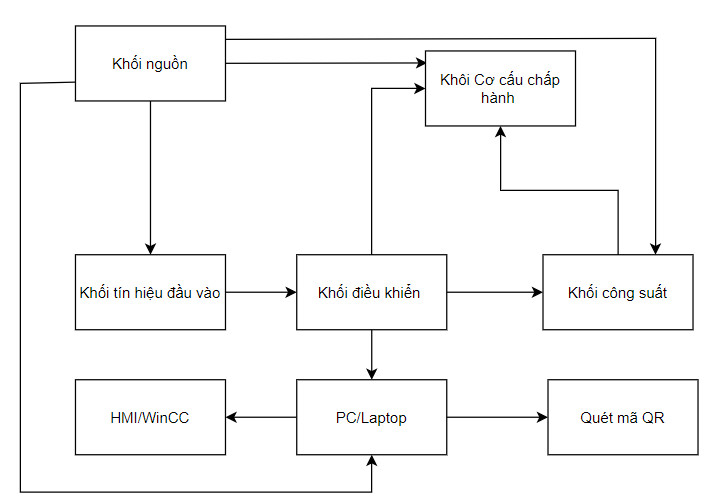 Khối nguồn
Khôi Cơ cấu chấp
hành
Khối tín hiệu đầu vào
Khối điều khiển
Khối công suất
HMI/WinCC
PC/Laptop
Quét mã QR